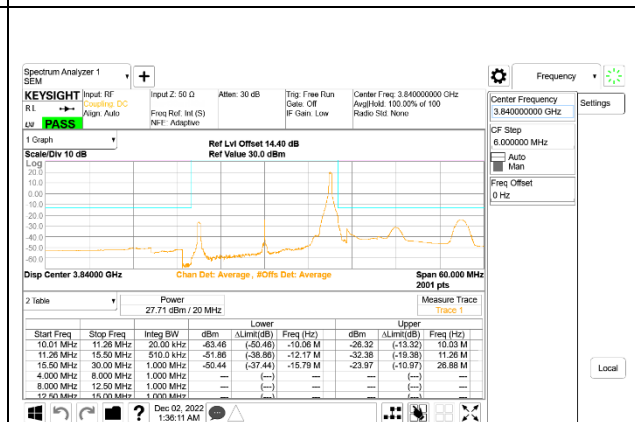 Spectrum Analyzer 1
SEM
Frequency
KEYSIGHT
Input: RF
Input Z: 50 Ω
Atten: 30 dB
Trig: Free Run
Center Freq: 3.840000000 GHz
R L
Coupling: DC
Gate: Off
Avg|Hold: 100.00% of 100
Align: Auto
Freq Ref: Int (S)
IF Gain: Low
Radio Std: None
PASS
NFE: Adaptive
Center Frequency
3.840000000 GHz
Settings
CF Step
6.000000 MHz
Auto
Man
Freq Offset
0 Hz
Local
1 Graph
Ref Lvl Offset 14.40 dB
Scale/Div 10 dB
Ref Value 30.0 dBm
Log
20.0
10.0
0.00
-10.0
-20.0
-30.0
-40.0
-50.0
-60.0
Disp Center 3.84000 GHz
Chan Det: Average , #Offs Det: Average
Span 60.000 MHz
2001 pts
2 Table
Power
Measure Trace
27.71 dBm / 20 MHz
Trace 1
Lower
Upper
Start Freq Stop Freq Integ BW dBm ΔLimit(dB) Freq (Hz) dBm ΔLimit(dB) Freq (Hz)
10.01 MHz 11.26 MHz 20.00 kHz -63.46 (-50.46) -10.06 M -26.32 (-13.32) 10.03 M
11.26 MHz 15.50 MHz 510.0 kHz -51.86 (-38.86) -12.17 M -32.38 (-19.38) 11.26 M
15.50 MHz 30.00 MHz 1.000 MHz -50.44 (-37.44) -15.79 M -23.97 (-10.97) 26.88 M
4.000 MHz 8.000 MHz 1.000 MHz --- (---) --- --- (---) ---
8.000 MHz 12.50 MHz 1.000 MHz --- (---) --- --- (---) ---
12.50 MHz 15.00 MHz 1.000 MHz --- (---) --- --- (---) ---
Dec 02, 2022
1:36:11 AM